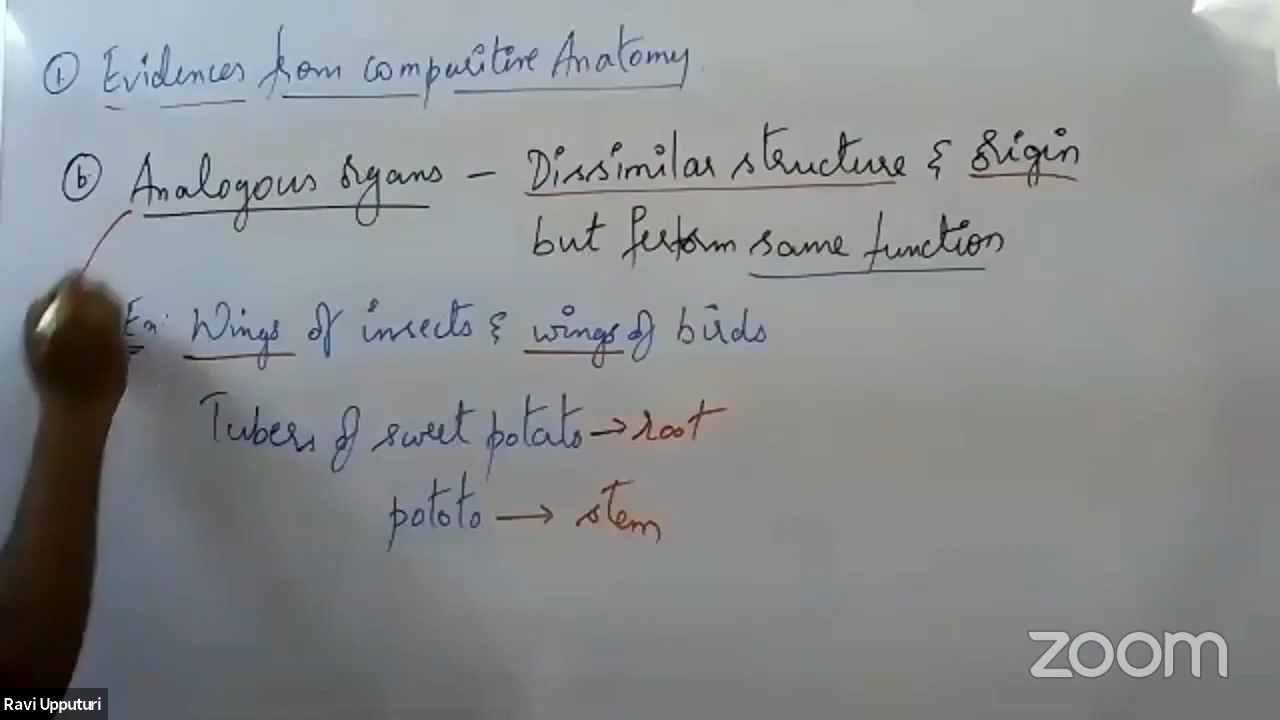 ① Evidences from comparitive Anatomy
ⓑ Analogous organs – Dissimilar structure & origin
but perform same function
Ex: Wings of insects & wings of birds
Tubers of sweet potato → root
pototo → stem
zoom
Ravi Upputuri